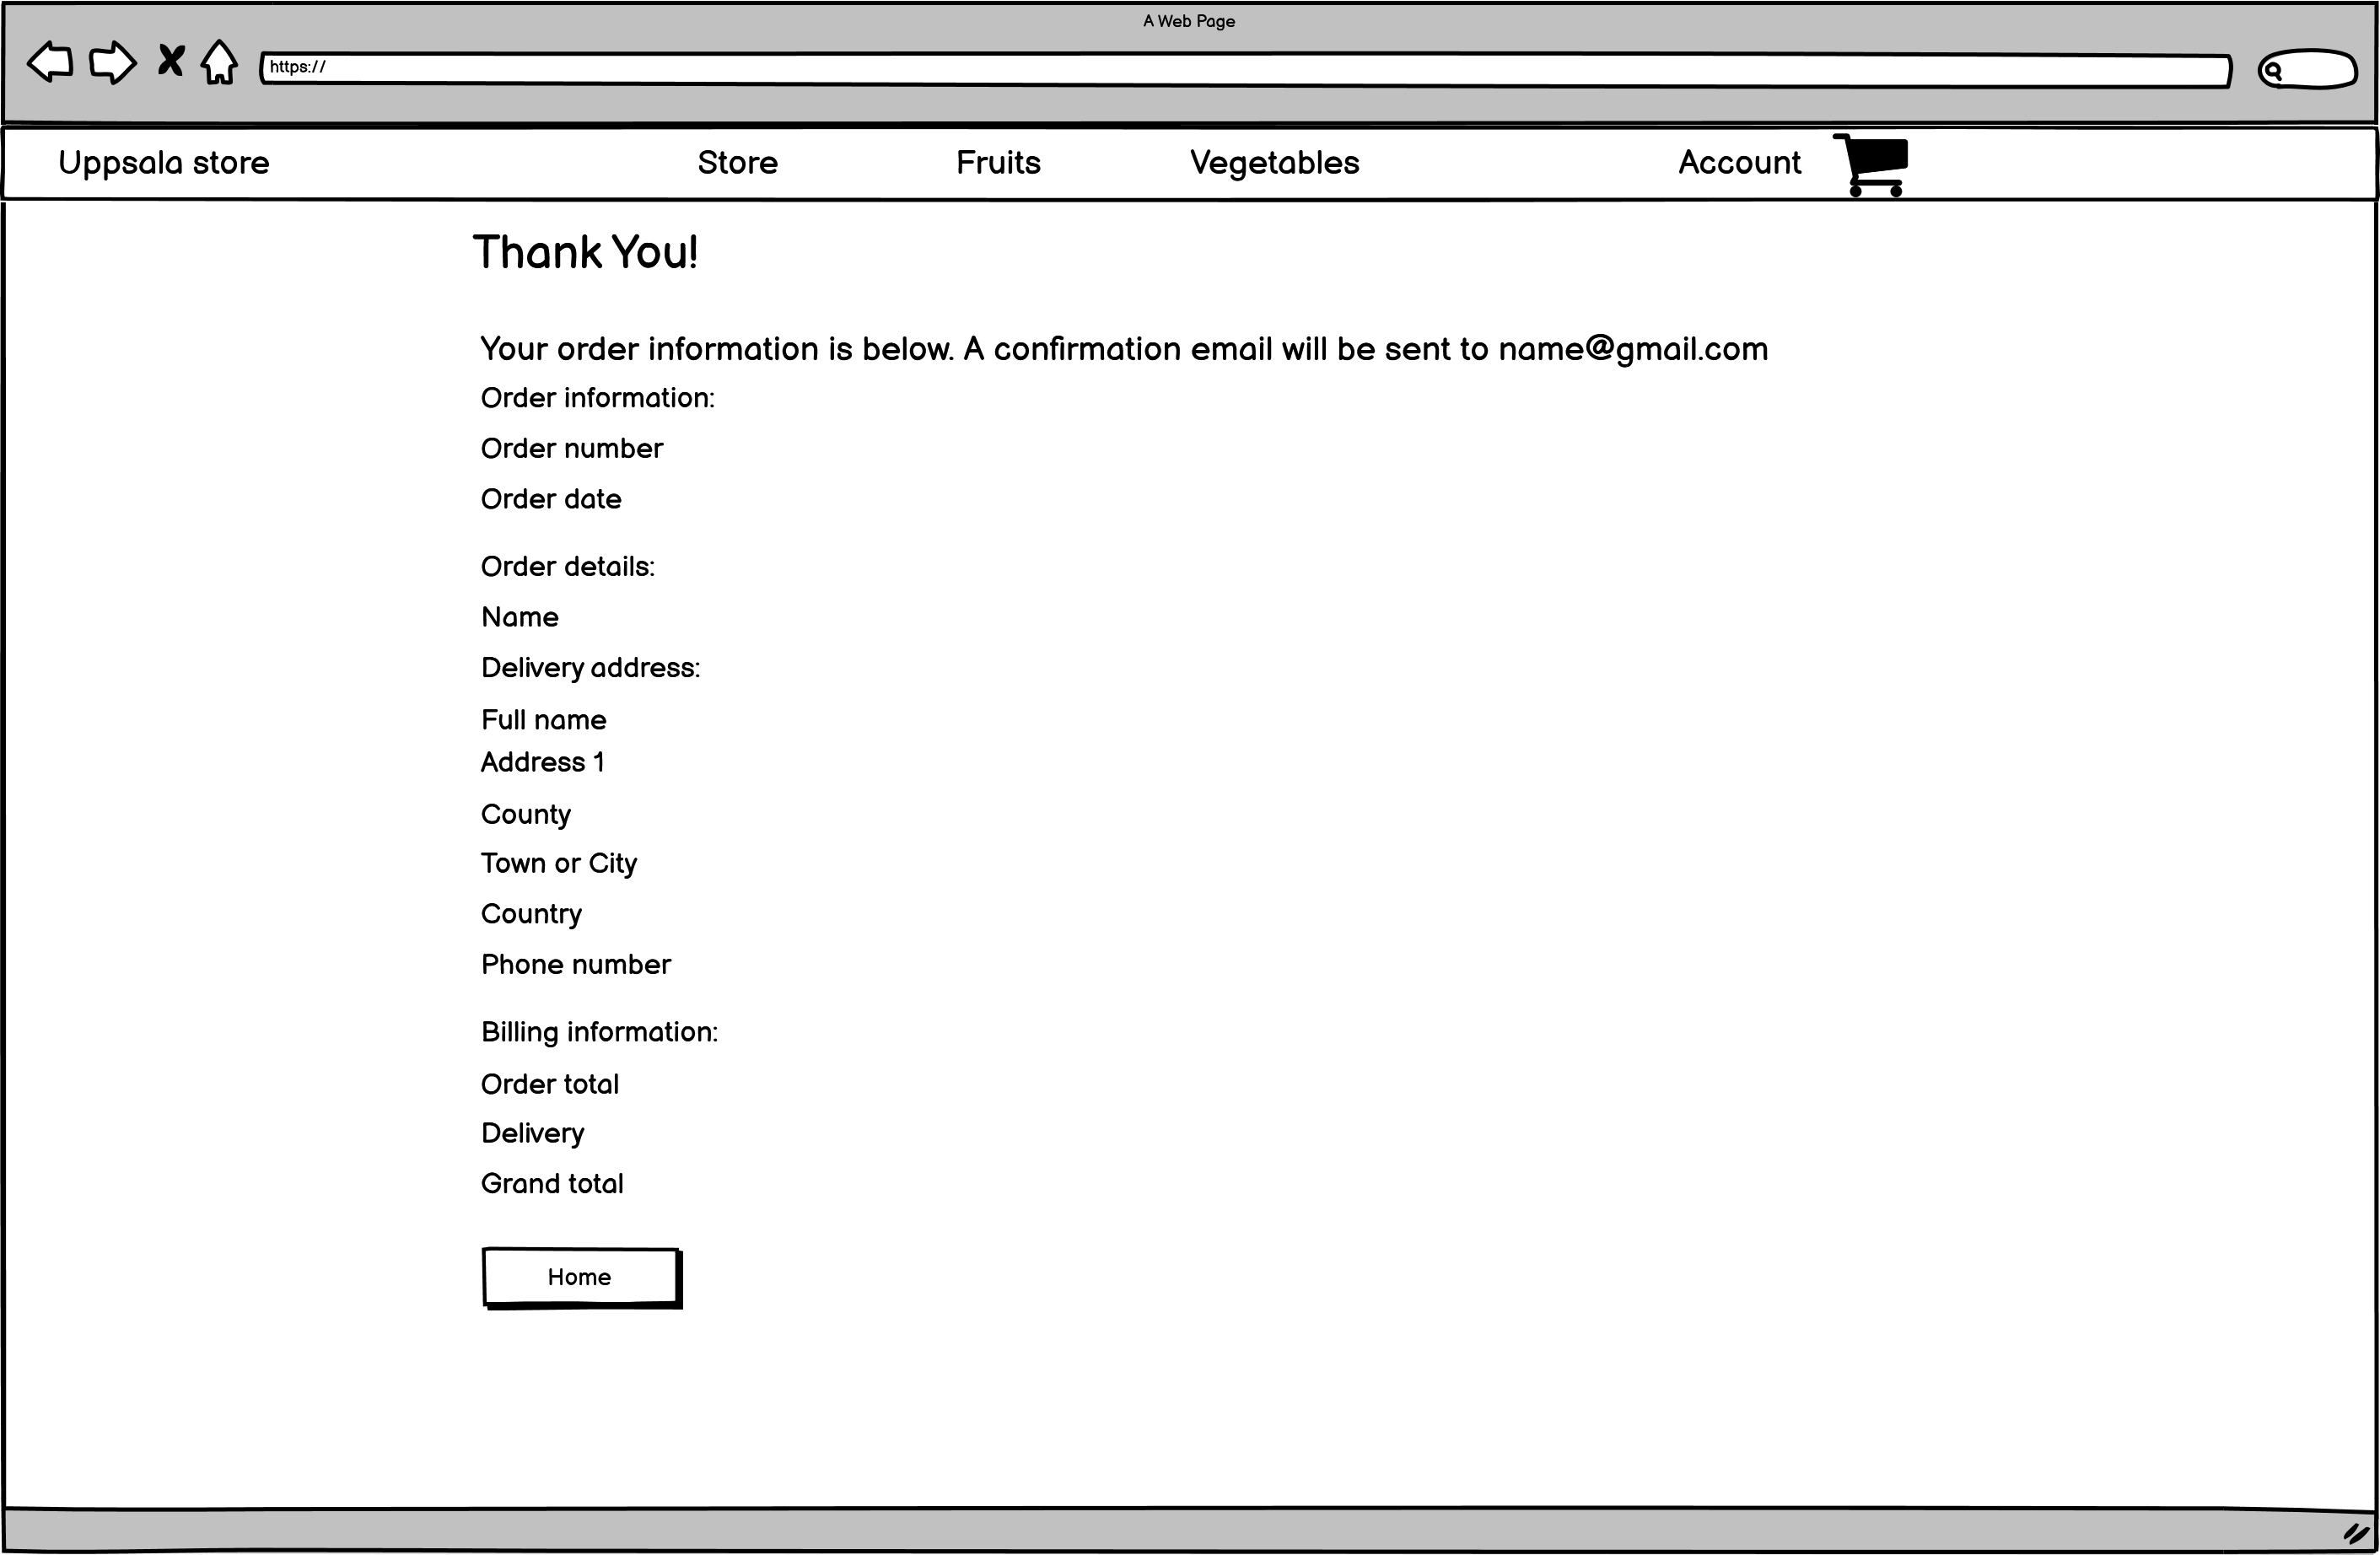 A Web Page
https://
Uppsala store Store Fruits Vegetables Account
Thank You!
Your order information is below. A confirmation email will be sent to name@gmail.com
Order information:
Order number
Order date
Order details:
Name
Delivery address:
Full name
Address 1
County
Town or City
Country
Phone number
Billing information:
Order total
Delivery
Grand total
Home